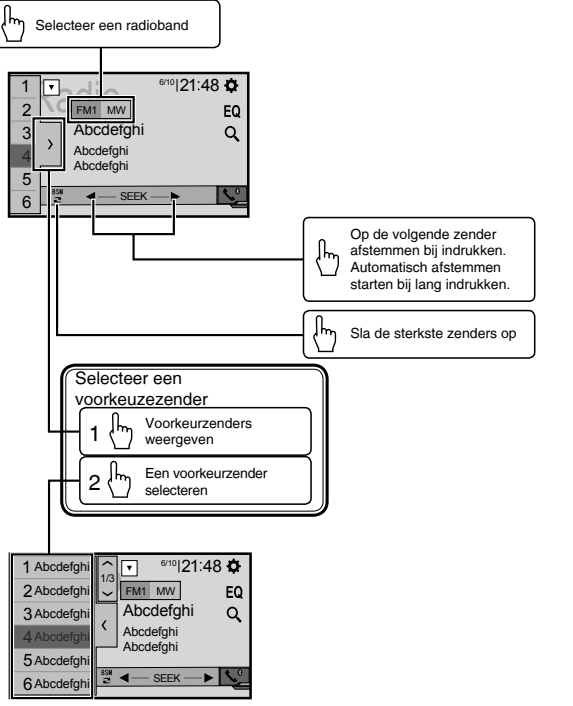 Selecteer een radioband
1
2
3
4
5
6
Radio
6/10|21:48
FM1 MW
EQ
Abcdefghi
Abcdefghi
Abcdefghi
BSM
SEEK
Op de volgende zender
afstemmen bij indrukken.
Automatisch afstemmen
starten bij lang indrukken.
Sla de sterkste zenders op
Selecteer een
voorkeuzezender
1 Voorkeurzenders
weergeven
2 Een voorkeurzender
selecteren
1 Abcdefghi
2 Abcdefghi
3 Abcdefghi
4 Abcdefghi
5 Abcdefghi
6 Abcdefghi
1/3
6/10|21:48
FM1 MW
EQ
Abcdefghi
Abcdefghi
Abcdefghi
BSM
SEEK